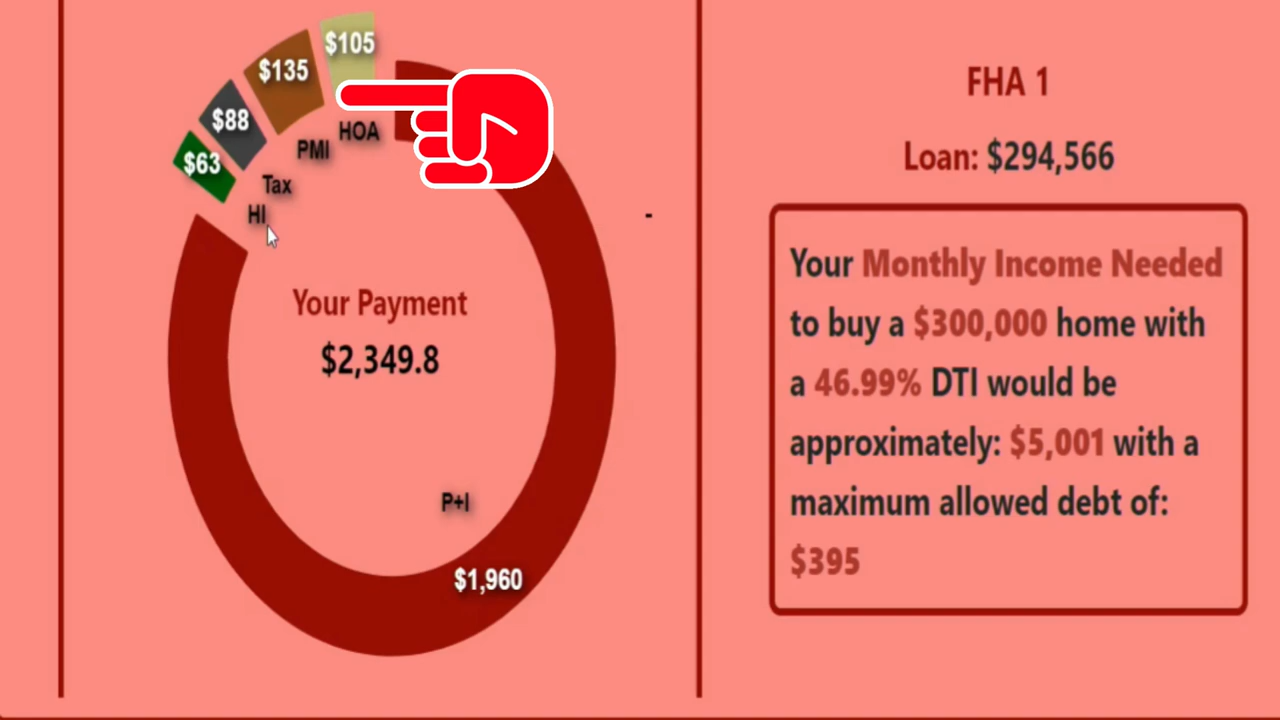 $105
$135
$88
$63
HOA
PMI
Tax
HI
Your Payment
$2,349.8
P+I
$1,960
FHA 1
Loan: $294,566
Your Monthly Income Needed
to buy a $300,000 home with
a 46.99% DTI would be
approximately: $5,001 with a
maximum allowed debt of:
$395